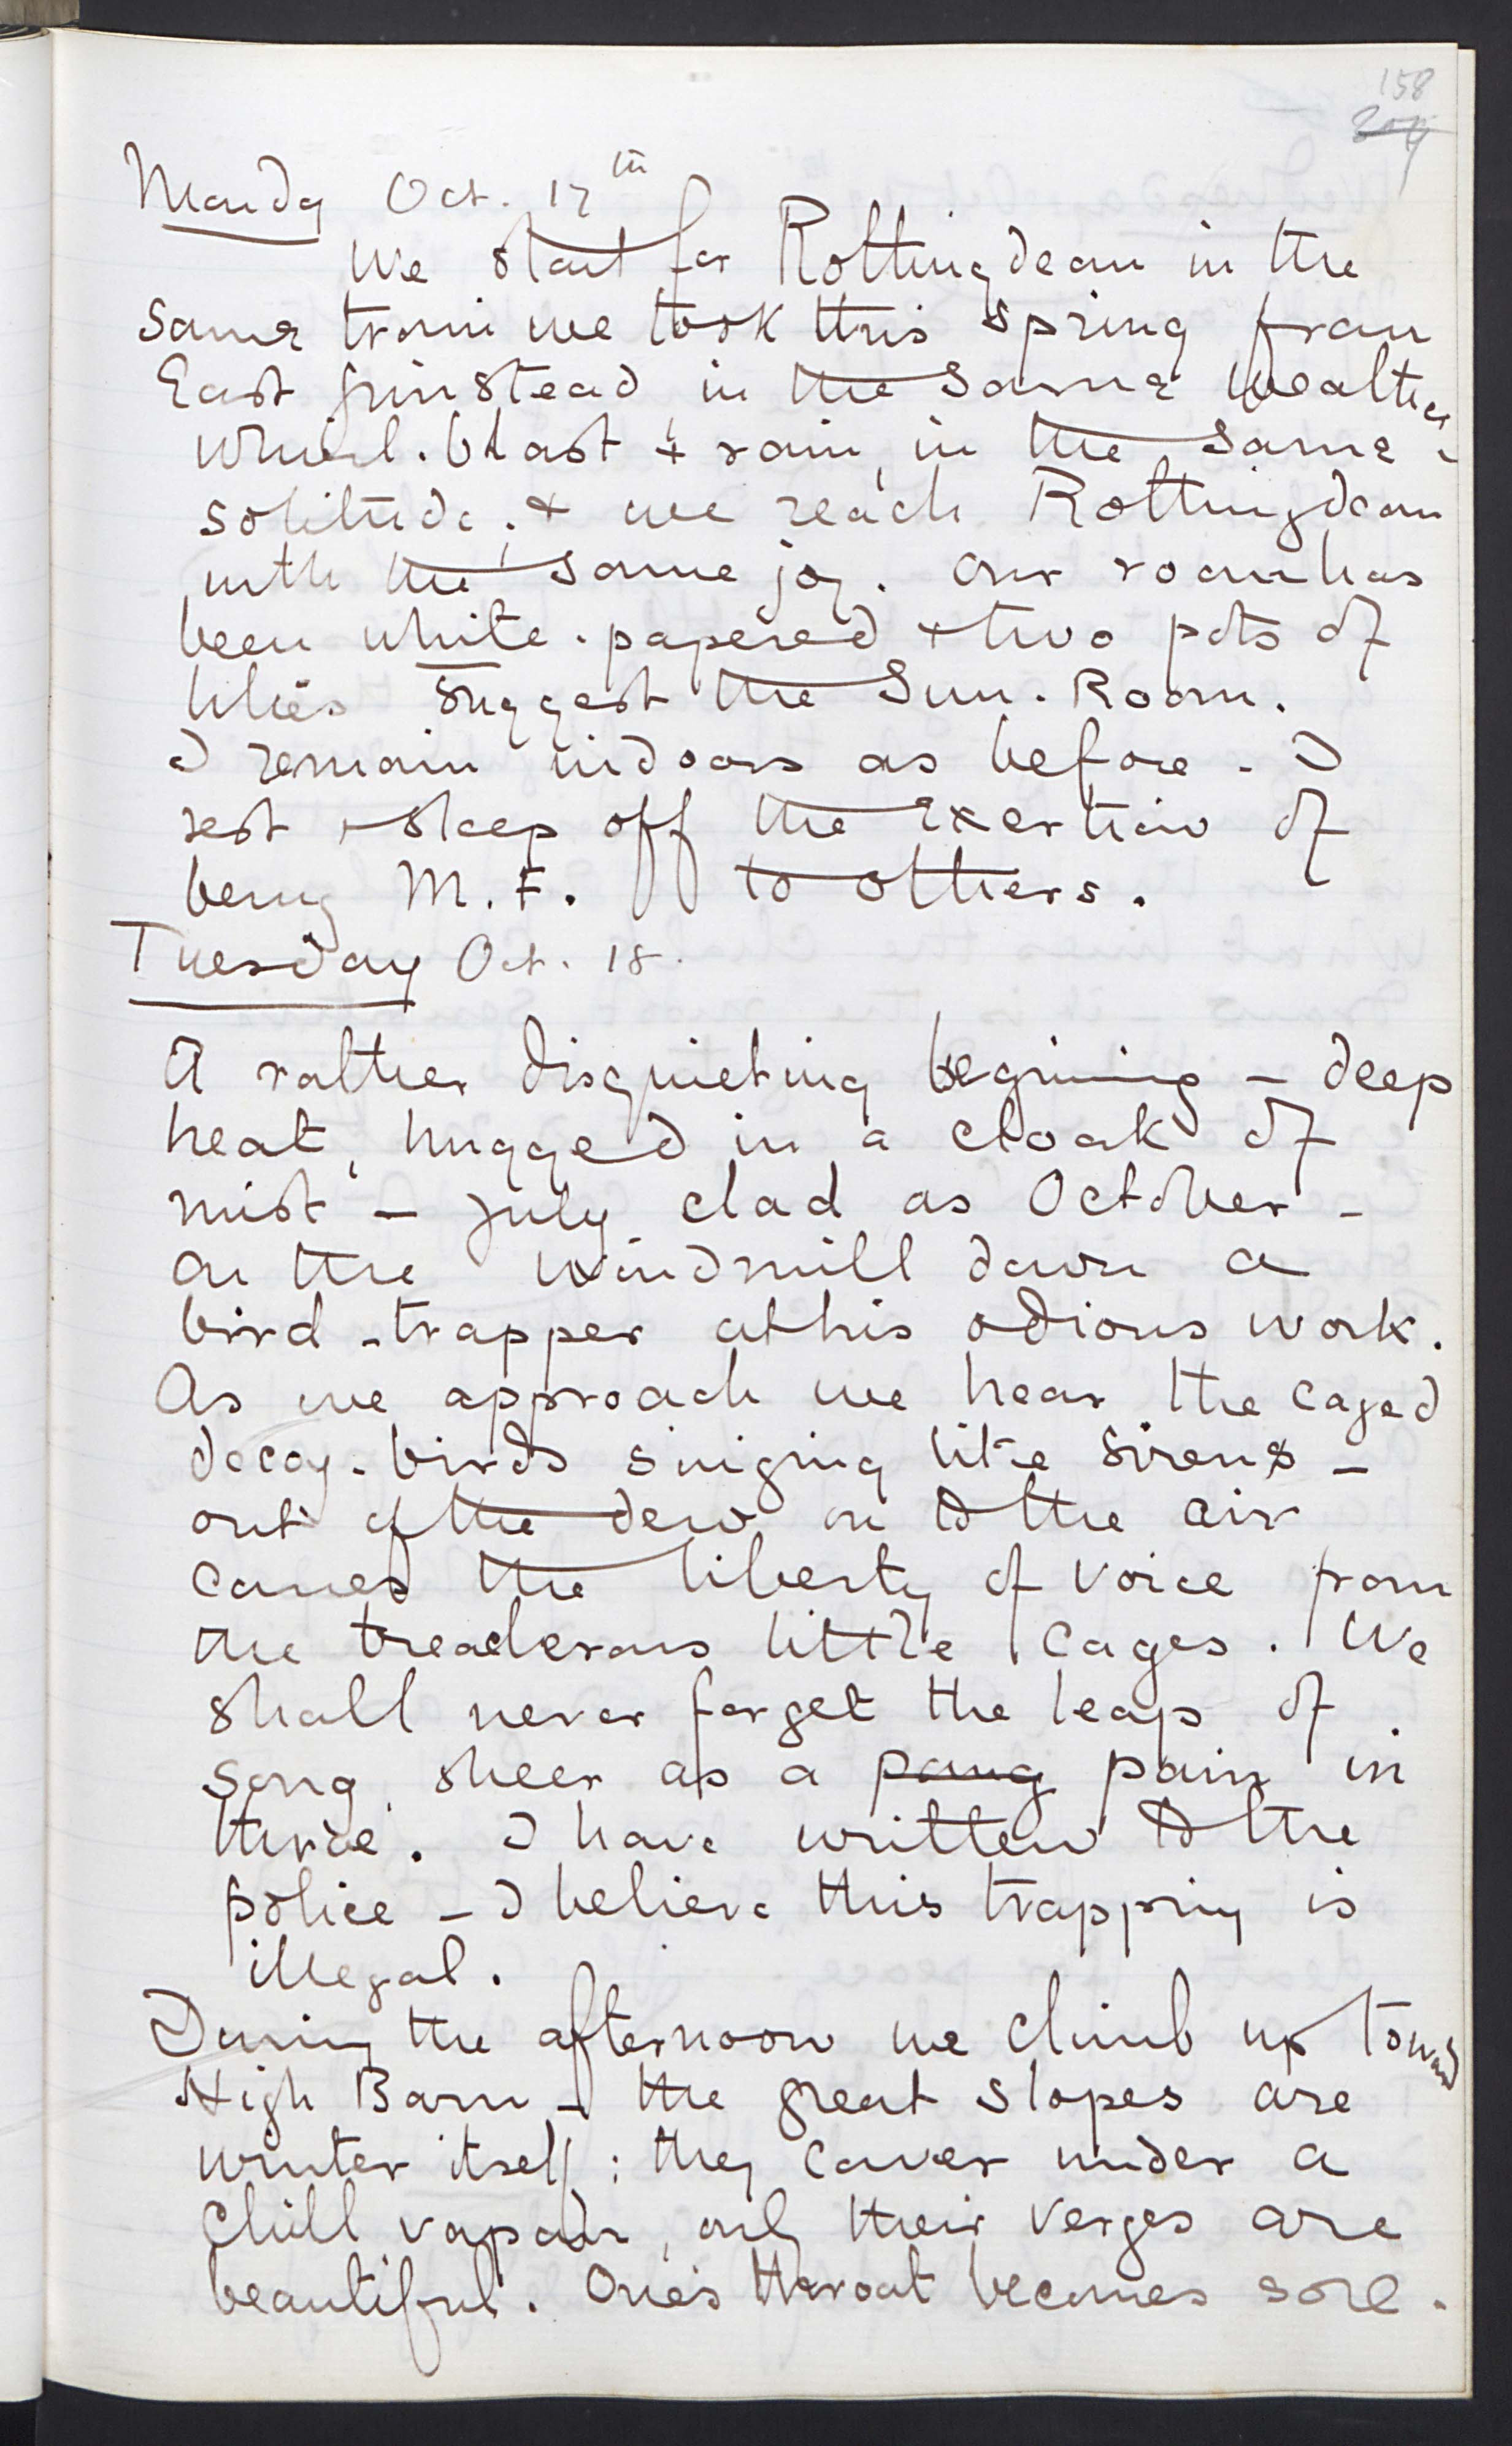 158
209
Monday Oct. 17th
We start for Rottingdean in the
same train we took this spring from
East Grinstead in the same weather
whirl-blast & rain, in the same
solitude, & we reach Rottingdean
with the same joy. Our room has
been white-papered & two pots of
lilies suggest the Sun-Room.
I remain indoors as before - I
rest & sleep off the exertion of
being M.F. to others.
Tuesday Oct. 18.
A rather disquieting beginning - deep
heat, hugged in a cloak of
mist - July clad as October -
On the windmill down a
bird-trapper at his odious work.
As we approach we hear the caged
decoy-birds singing like Sirens -
out of the dew on to the air
comes the liberty of voice from
the treacherous little cages. We
shall never forget the leaps of
song, sheer as a pang pain in
thrice. I have written to the
police - I believe this trapping is
illegal.
During the afternoon we climb up toward
High Barn - the great slopes are
winter itself; they cower under a
chill vapour, only their verges are
beautiful. One's throat becomes sore.